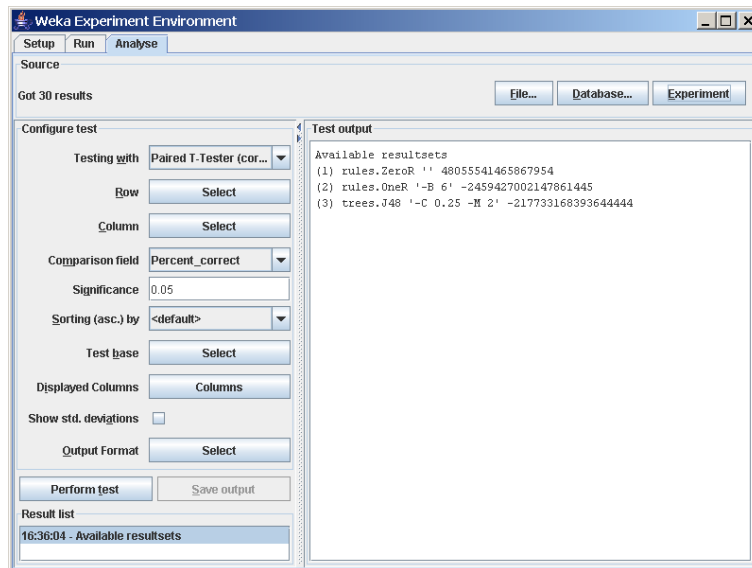 Weka Experiment Environment
Setup Run Analyse
Source
Got 30 results
File... Database... Experiment
Configure test
Testing with Paired T-Tester (cor...
Row Select
Column Select
Comparison field Percent_correct
Significance 0.05
Sorting (asc.) by <default>
Test base Select
Displayed Columns Columns
Show std. deviations
Output Format Select
Perform test Save output
Result list
16:36:04 - Available resultsets
Test output
Available resultsets
(1) rules.ZeroR '' 48055541465867954
(2) rules.OneR '-B 6' -2459427002147861445
(3) trees.J48 '-C 0.25 -M 2' -217733168393644444